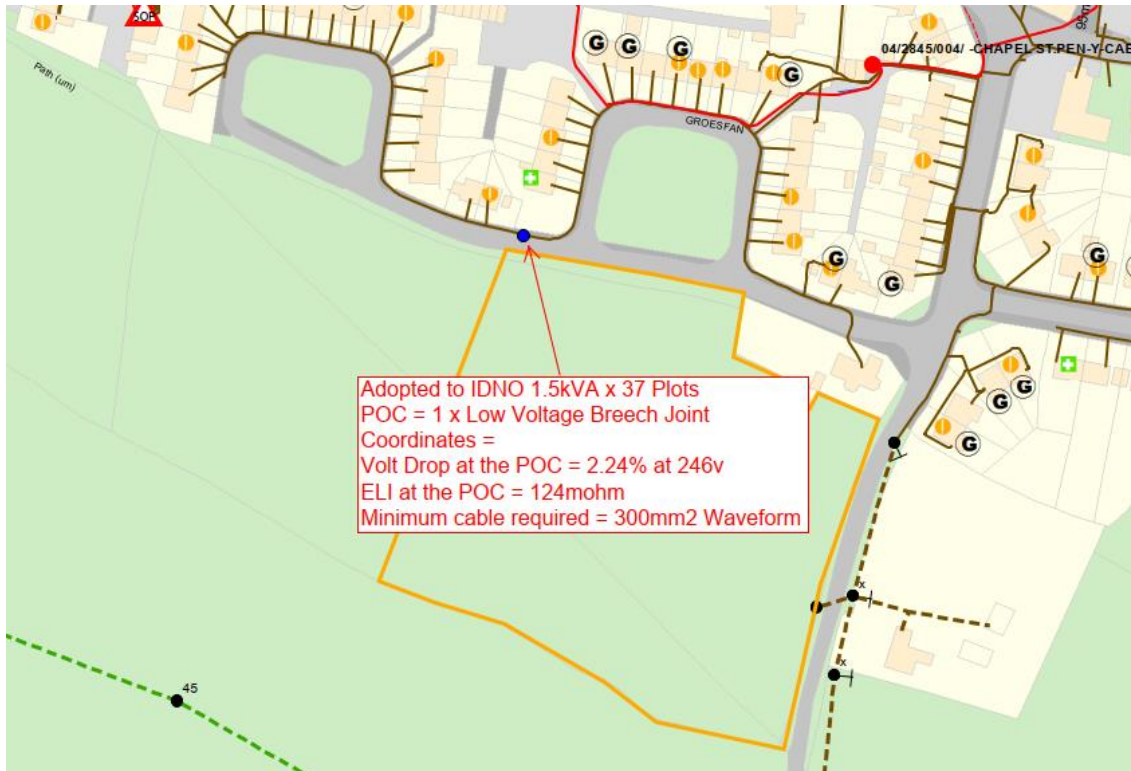 SOP
Path (um)
G
G
G
G
04/2845/004/ -CHAPEL ST.PEN-Y-CAE
95m
GROESFAN
G
G
G
Adopted to IDNO 1.5kVA x 37 Plots
POC = 1 x Low Voltage Breech Joint
Coordinates =
Volt Drop at the POC = 2.24% at 246v
ELI at the POC = 124mohm
Minimum cable required = 300mm2 Waveform
G
G
G
x
x
45